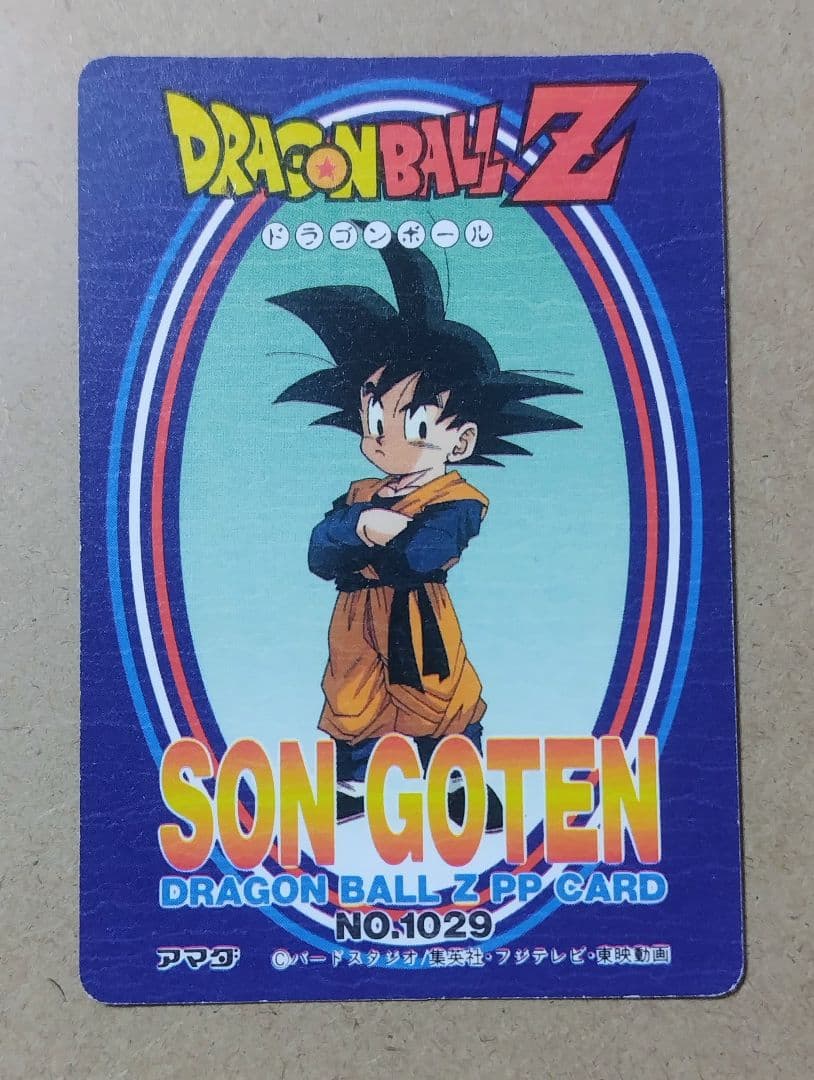 DRAGON BALL Z
ドラゴンボール
SON GOTEN
DRAGON BALL Z PP CARD
NO.1029
アマダ ©バードスタジオ/集英社・フジテレビ・東映動画